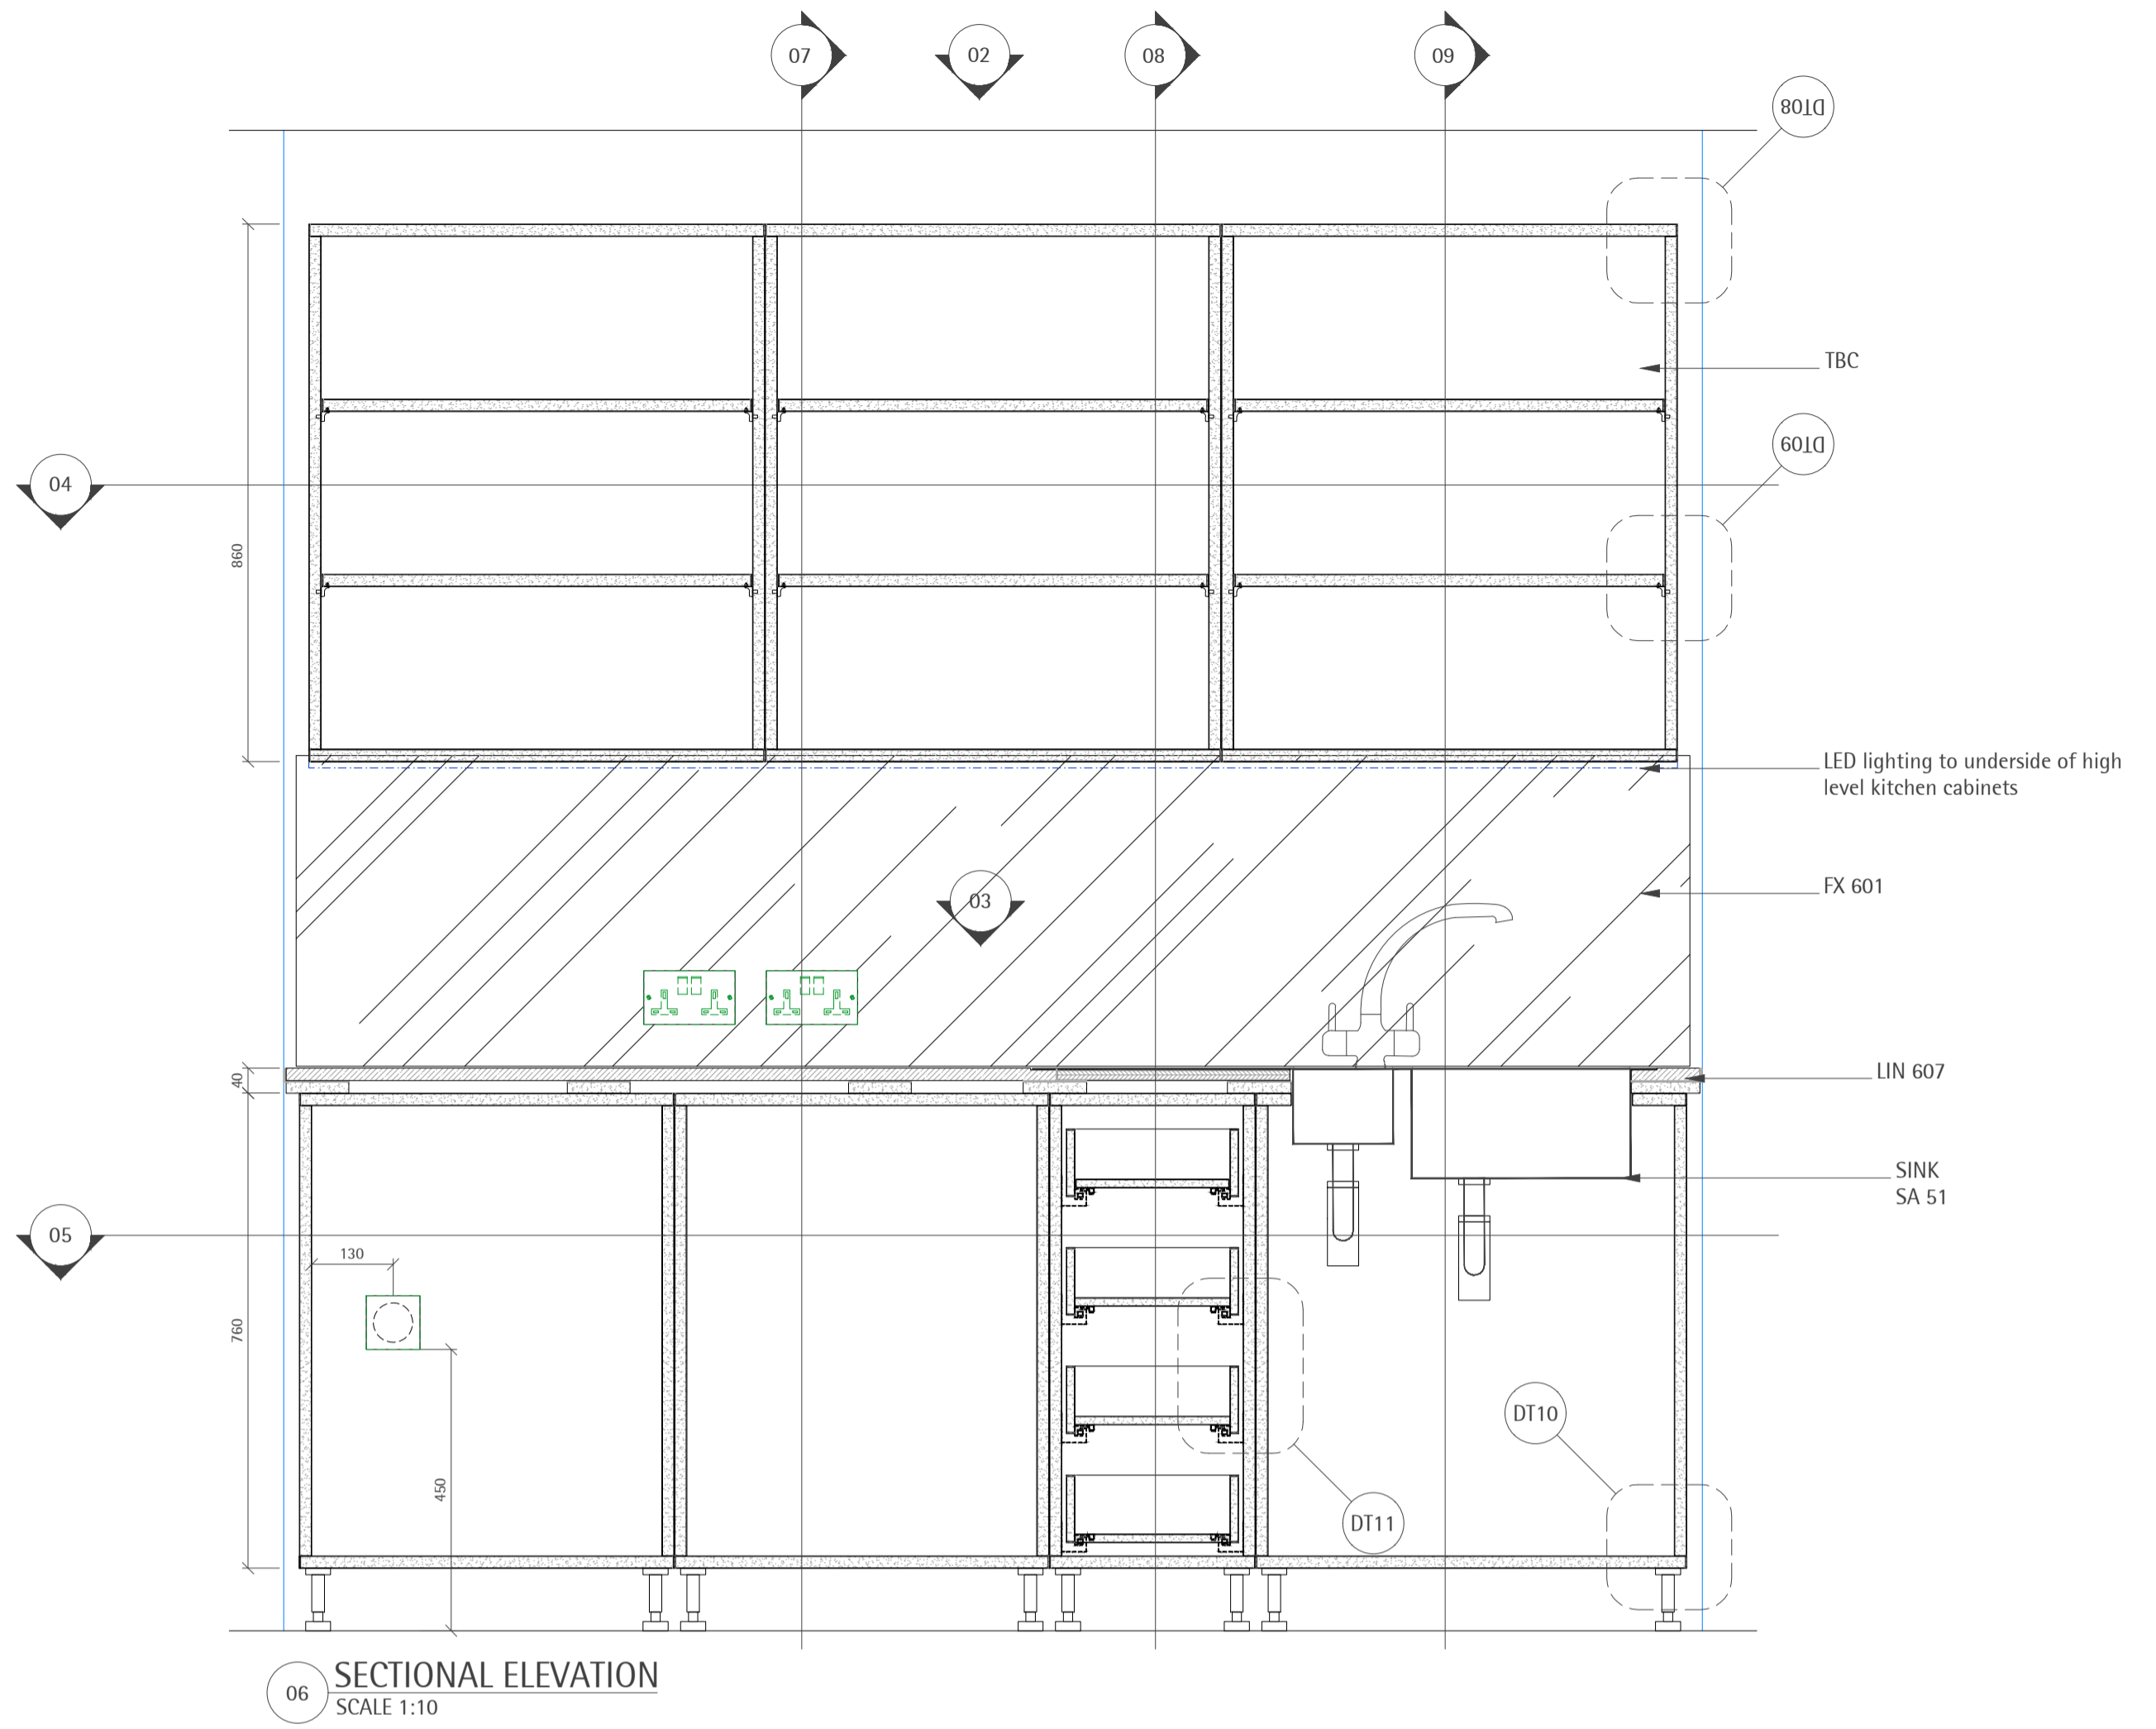 07
02
08
09
DT08
TBC
DT09
04
860
LED lighting to underside of high
level kitchen cabinets
FX 601
03
40
LIN 607
SINK
SA 51
05
130
760
450
DT10
DT11
06
SECTIONAL ELEVATION
SCALE 1:10